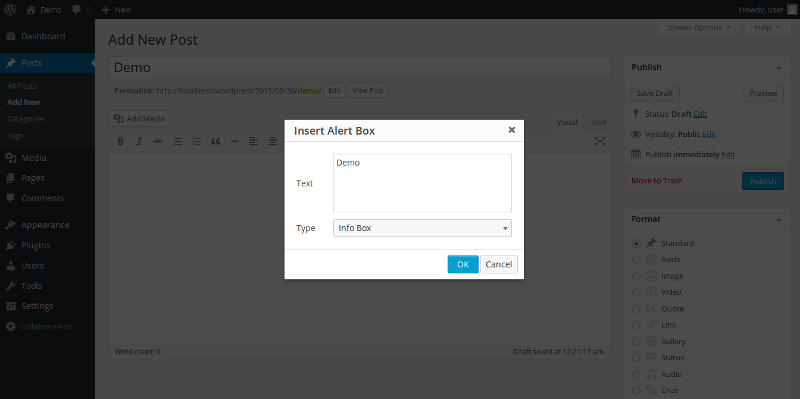 Demo
0
New
Howdy, user
Dashboard
Posts
All Posts
Add New
Categories
Tags
Media
Pages
Comments
Appearance
Plugins
Users
Tools
Settings
Collapse menu
Screen Options
Help
Add New Post
Demo
Permalink: http://localhost/wordpress/2015/08/26/demo/ Edit View Post
Add Media
Visual Text
B I ABC
Word count: 0
Draft saved at 12:21:17 am.
Insert Alert Box
Text
Demo
Type
Info Box
OK Cancel
Publish
Save Draft Preview
Status: Draft Edit
Visibility: Public Edit
Publish immediately Edit
Move to Trash Publish
Format
Standard
Aside
Image
Video
Quote
Link
Gallery
Status
Audio
Chat